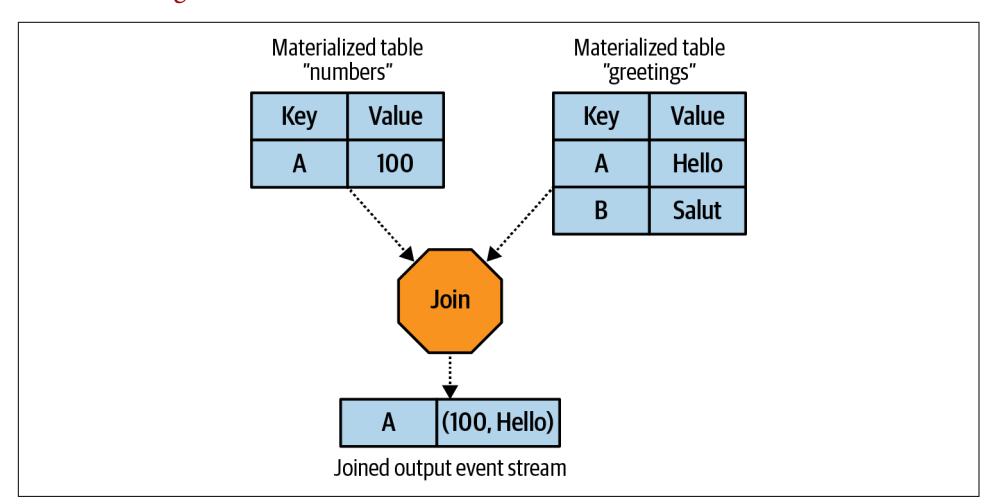 Materialized table
"numbers"
Key Value
A 100
Materialized table
"greetings"
Key Value
A Hello
B Salut
Join
A (100, Hello)
Joined output event stream